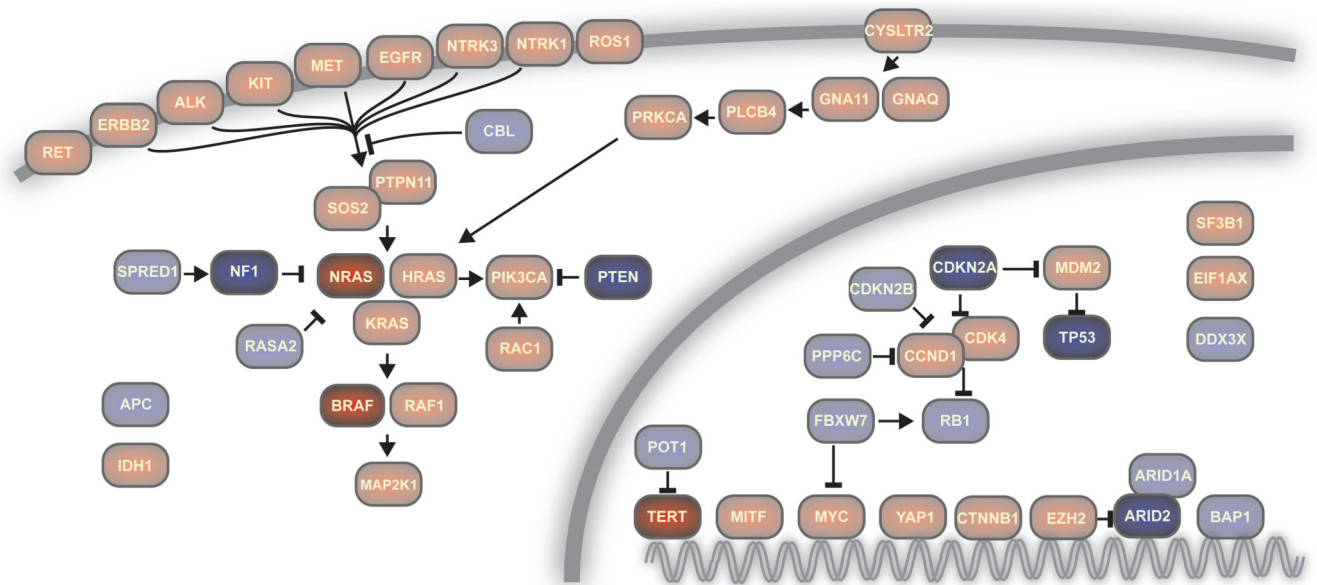 RET
ERBB2
ALK
KIT
MET
EGFR
NTRK3
NTRK1
ROS1
CYSLTR2
GNA11
GNAQ
PLCB4
PRKCA
CBL
PTPN11
SOS2
SPRED1
NF1
NRAS
HRAS
PIK3CA
PTEN
KRAS
RASA2
RAC1
BRAF
RAF1
MAP2K1
APC
IDH1
SF3B1
EIF1AX
DDX3X
CDKN2A
MDM2
CDKN2B
TP53
CDK4
CCND1
PPP6C
FBXW7
RB1
POT1
ARID1A
TERT
MITF
MYC
YAP1
CTNNB1
EZH2
ARID2
BAP1